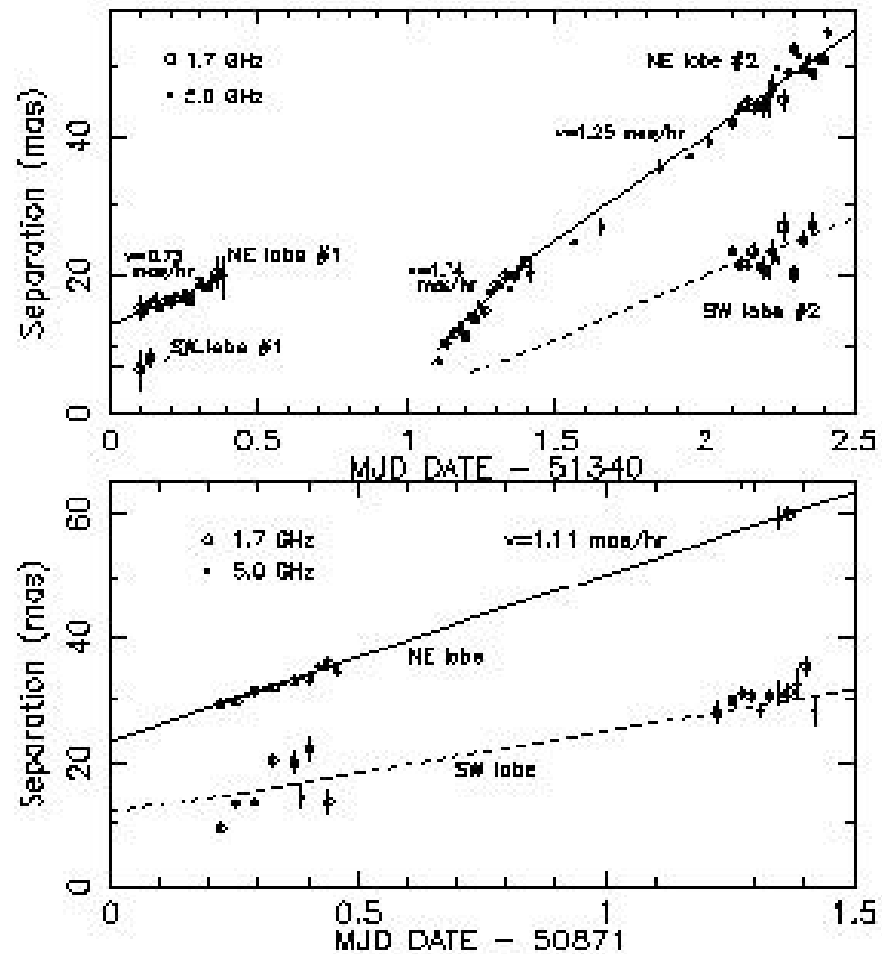 Separation (mas)
40
20
0
1.7 GHz
5.0 GHz
NE lobe #2
v=1.25 mas/hr
v=0.73
mas/hr
NE lobe #1
v=1.74
mas/hr
SW lobe #1
SW lobe #2
0 0.5 1 1.5 2 2.5
MJD DATE - 51340
Separation (mas)
60
40
20
0
1.7 GHz
5.0 GHz
v=1.11 mas/hr
NE lobe
SW lobe
0 0.5 1 1.5
MJD DATE - 50871